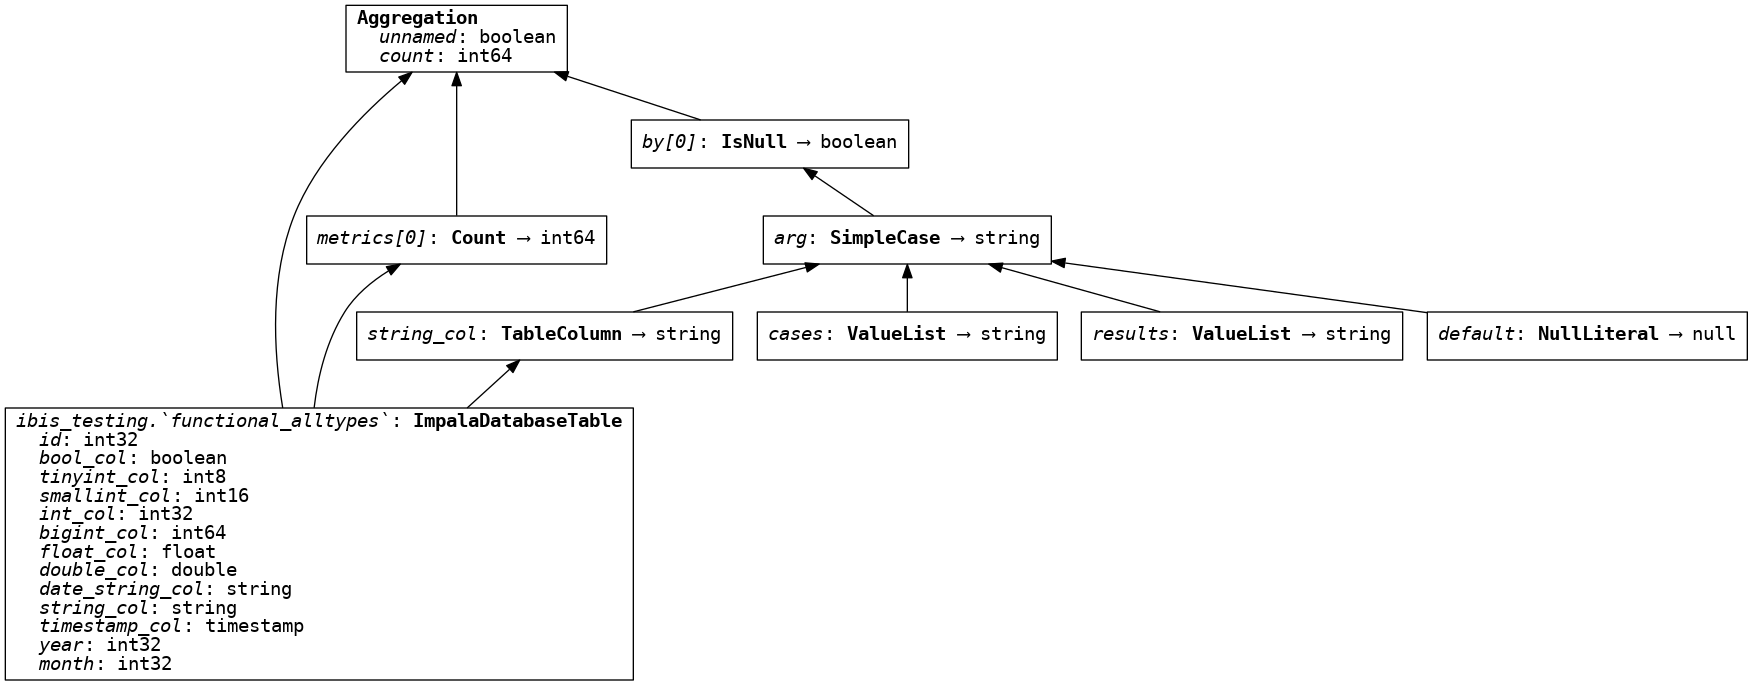 Aggregation
unnamed: boolean
count: int64
by[0]: IsNull → boolean
metrics[0]: Count → int64
arg: SimpleCase → string
string_col: TableColumn → string
cases: ValueList → string
results: ValueList → string
default: NullLiteral → null
ibis_testing.`functional_alltypes`: ImpalaDatabaseTable
id: int32
bool_col: boolean
tinyint_col: int8
smallint_col: int16
int_col: int32
bigint_col: int64
float_col: float
double_col: double
date_string_col: string
string_col: string
timestamp_col: timestamp
year: int32
month: int32